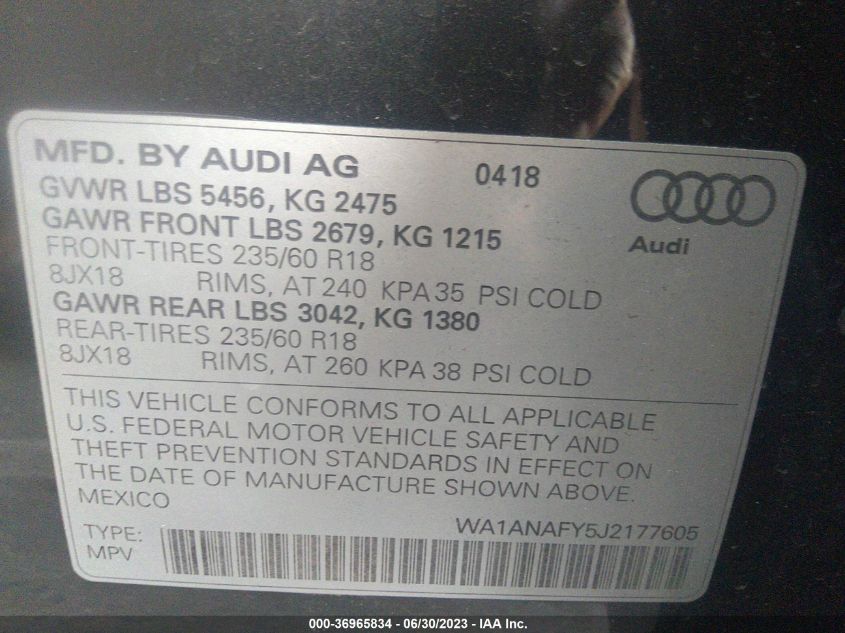 MFD. BY AUDI AG 0418
GVWR LBS 5456, KG 2475
GAWR FRONT LBS 2679, KG 1215
FRONT-TIRES 235/60 R18
8JX18 RIMS, AT 240 KPA 35 PSI COLD
GAWR REAR LBS 3042, KG 1380
REAR-TIRES 235/60 R18
8JX18 RIMS, AT 260 KPA 38 PSI COLD
Audi
THIS VEHICLE CONFORMS TO ALL APPLICABLE
U.S. FEDERAL MOTOR VEHICLE SAFETY AND
THEFT PREVENTION STANDARDS IN EFFECT ON
THE DATE OF MANUFACTURE SHOWN ABOVE.
MEXICO
WA1ANAFY5J2177605
TYPE:
MPV
000-36965834 - 06/30/2023 - IAA Inc.